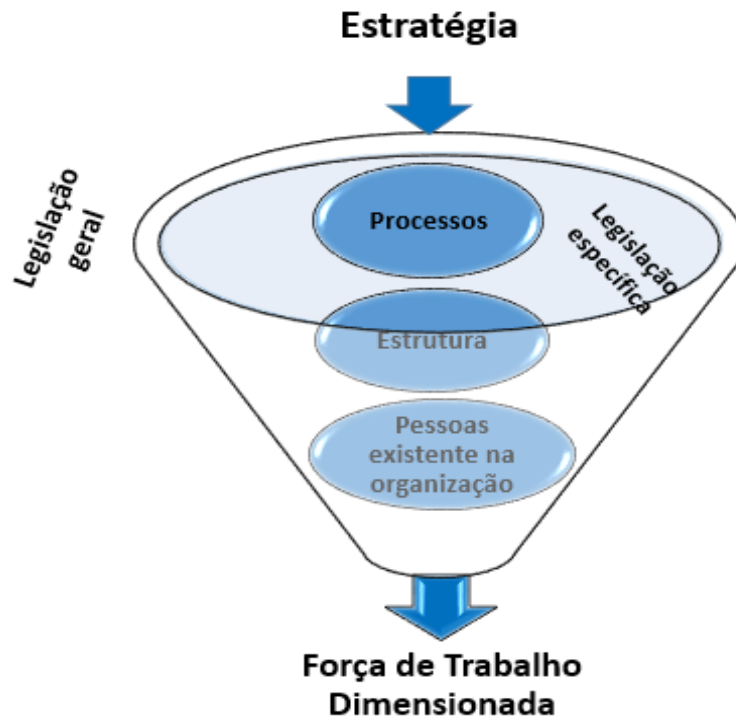 Estratégia
Legislação
geral
Processos
Legislação
específica
Estrutura
Pessoas
existente na
organização
Força de Trabalho
Dimensionada